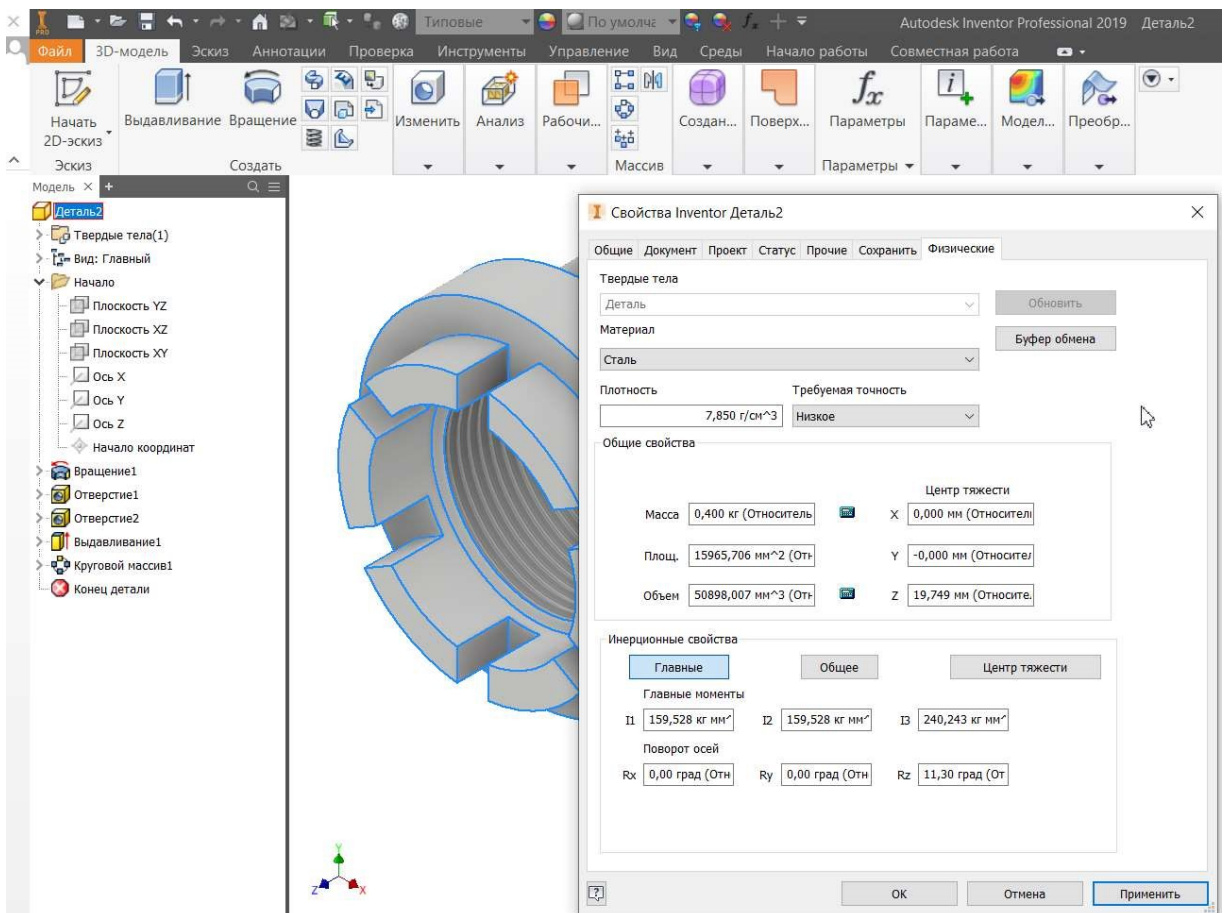 PRO
Типовые
По умолча
Autodesk Inventor Professional 2019 Деталь2
Файл 3D-модель Эскиз Аннотации Проверка Инструменты Управление Вид Среды Начало работы Совместная работа
Начать 2D-эскиз
Выдавливание
Вращение
Изменить
Анализ
Рабочи...
Создан...
Поверх...
fx
Параметры
Параме...
Модел...
Преобр...
Эскиз
Создать
Массив
Параметры
Модель
Деталь2
Твердые тела(1)
Вид: Главный
Начало
Плоскость YZ
Плоскость XZ
Плоскость XY
Ось X
Ось Y
Ось Z
Начало координат
Вращение1
Отверстие1
Отверстие2
Выдавливание1
Круговой массив1
Конец детали
Y
Z
X
Свойства Inventor Деталь2
Общие Документ Проект Статус Прочие Сохранить Физические
Твердые тела
Деталь
Обновить
Материал
Буфер обмена
Сталь
Плотность Требуемая точность
7,850 г/см^3 Низкое
Общие свойства
Центр тяжести
Масса 0,400 кг (Относитель X 0,000 мм (Относител
Площ. 15965,706 мм^2 (Отн Y -0,000 мм (Относител
Объем 50898,007 мм^3 (Отн Z 19,749 мм (Относите.
Инерционные свойства
Главные Общее Центр тяжести
Главные моменты
I1 159,528 кг мм^ I2 159,528 кг мм^ I3 240,243 кг мм^
Поворот осей
Rx 0,00 град (Отн Ry 0,00 град (Отн Rz 11,30 град (От
?
ОК Отмена Применить